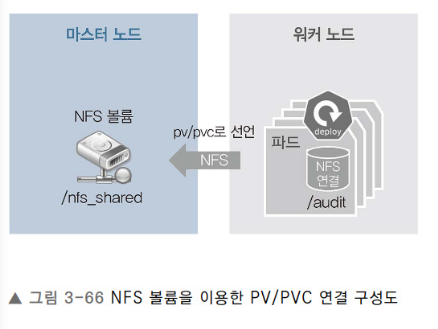 마스터 노드
워커 노드
NFS 볼륨
/nfs_shared
pv/pvc로 선언
NFS
deploy
파드
NFS
연결
/audit
▲ 그림 3-66 NFS 볼륨을 이용한 PV/PVC 연결 구성도